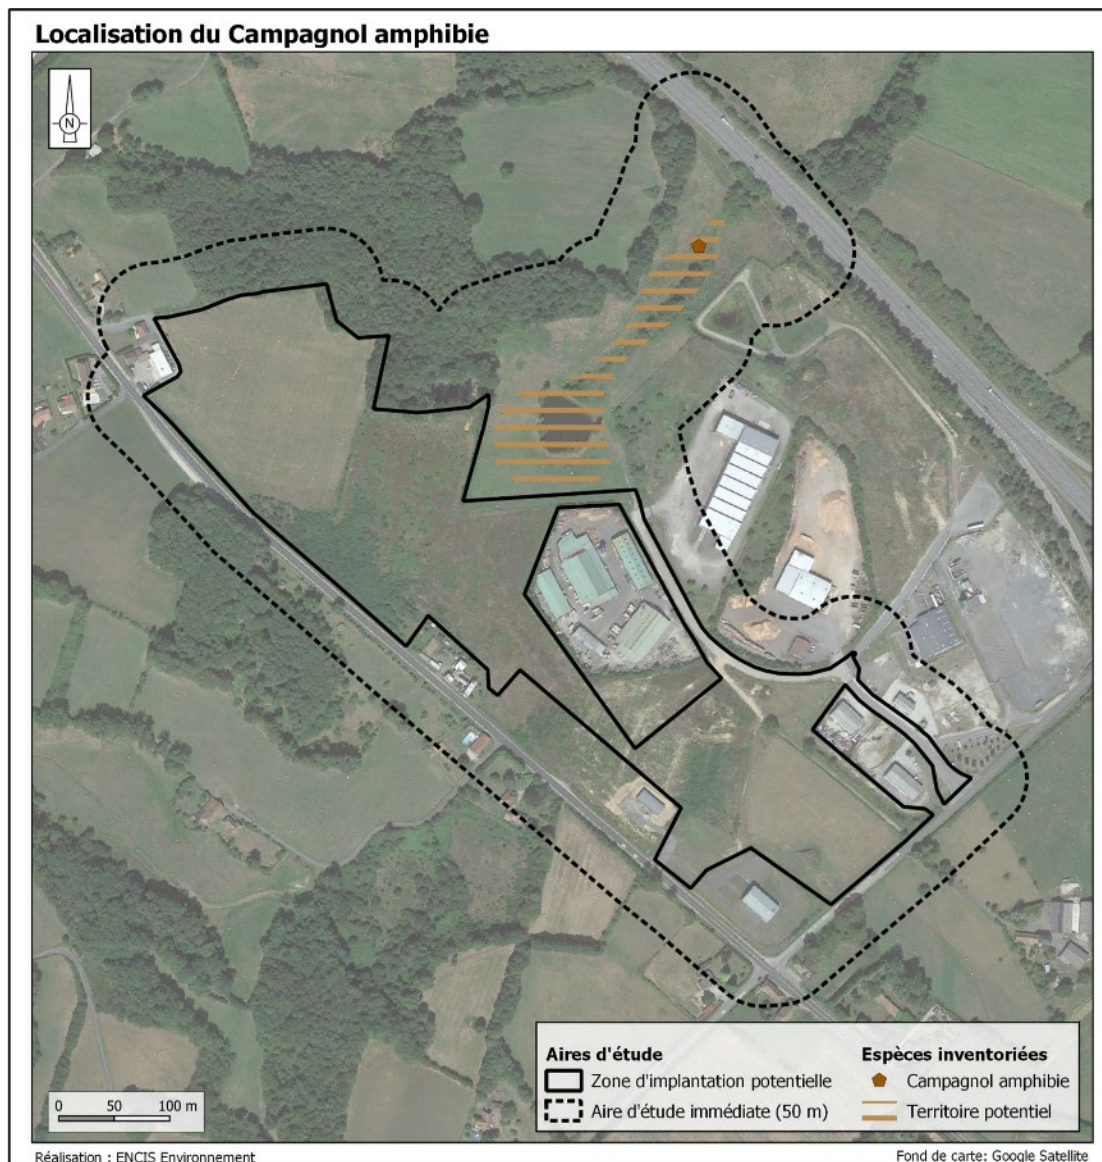 Localisation du Campagnol amphibie
N
Aires d'étude
Zone d'implantation potentielle
Aire d'étude immédiate (50 m)
Espèces inventoriées
Campagnol amphibie
Territoire potentiel
0 50 100 m
Réalisation : ENCIS Environnement
Fond de carte: Google Satellite